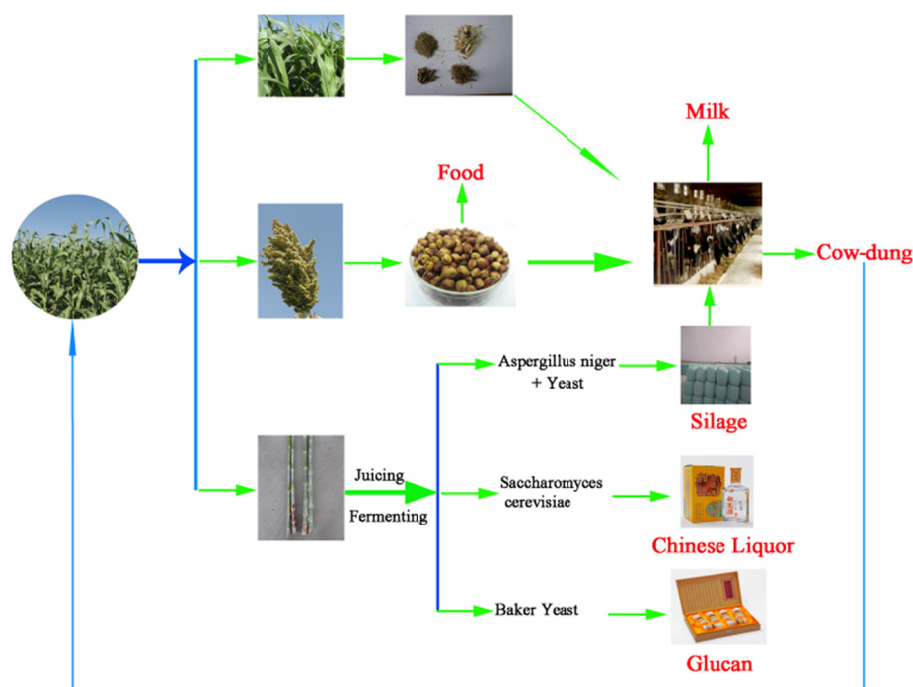 Milk
Food
Cow-dung
Aspergillus niger
+ Yeast
Silage
Juicing
Fermenting
Saccharomyces
cerevisiae
Chinese Liquor
Baker Yeast
Glucan